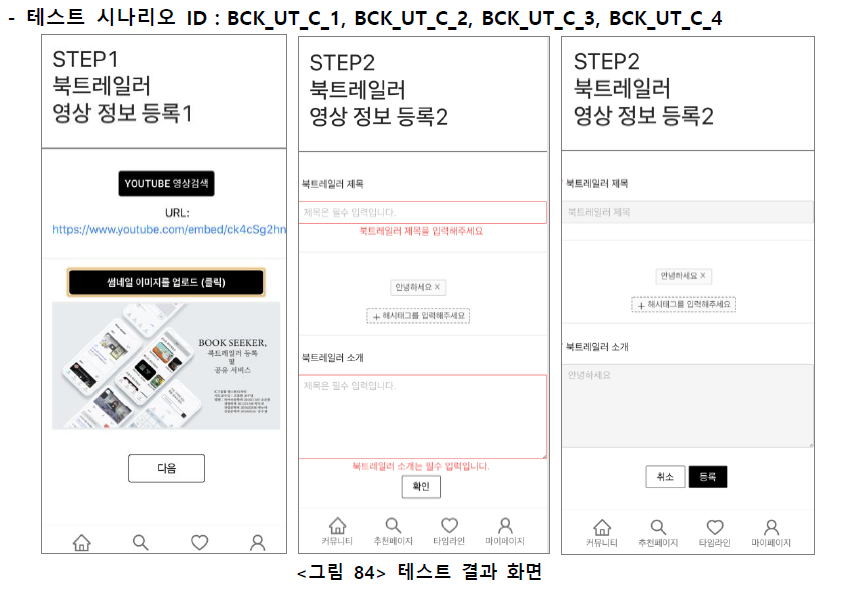 - 테스트 시나리오 ID : BCK_UT_C_1, BCK_UT_C_2, BCK_UT_C_3, BCK_UT_C_4
STEP1
북트레일러
영상 정보 등록1
YOUTUBE 영상검색
URL:
https://www.youtube.com/embed/ck4cSg2hn
썸네일 이미지를 업로드 (클릭)
BOOK SEEKER,
북트레일러 등록
및
공유 서비스
다음
STEP2
북트레일러
영상 정보 등록2
북트레일러 제목
제목은 필수 입력입니다.
북트레일러 제목을 입력해주세요
안녕하세요 ×
+ 해시태그를 입력해주세요
북트레일러 소개
제목은 필수 입력입니다.
북트레일러 소개는 필수 입력입니다.
확인
커뮤니티 추천페이지 타임라인 마이페이지
STEP2
북트레일러
영상 정보 등록2
북트레일러 제목
북트레일러 제목
안녕하세요 ×
+ 해시태그를 입력해주세요
북트레일러 소개
안녕하세요
취소 등록
커뮤니티 추천페이지 타임라인 마이페이지
<그림 84> 테스트 결과 화면